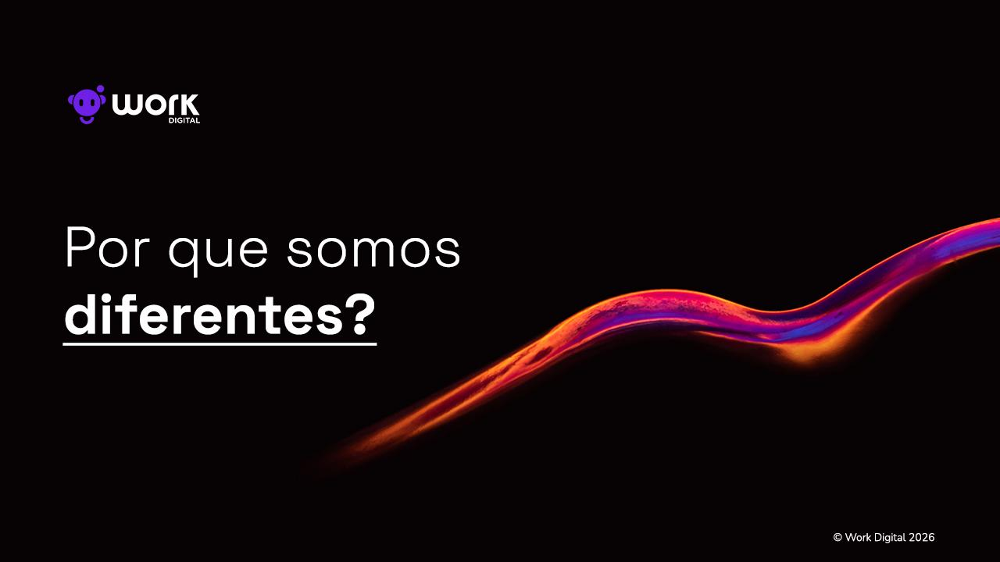 work
DIGITAL
Por que somos
diferentes?
© Work Digital 2026